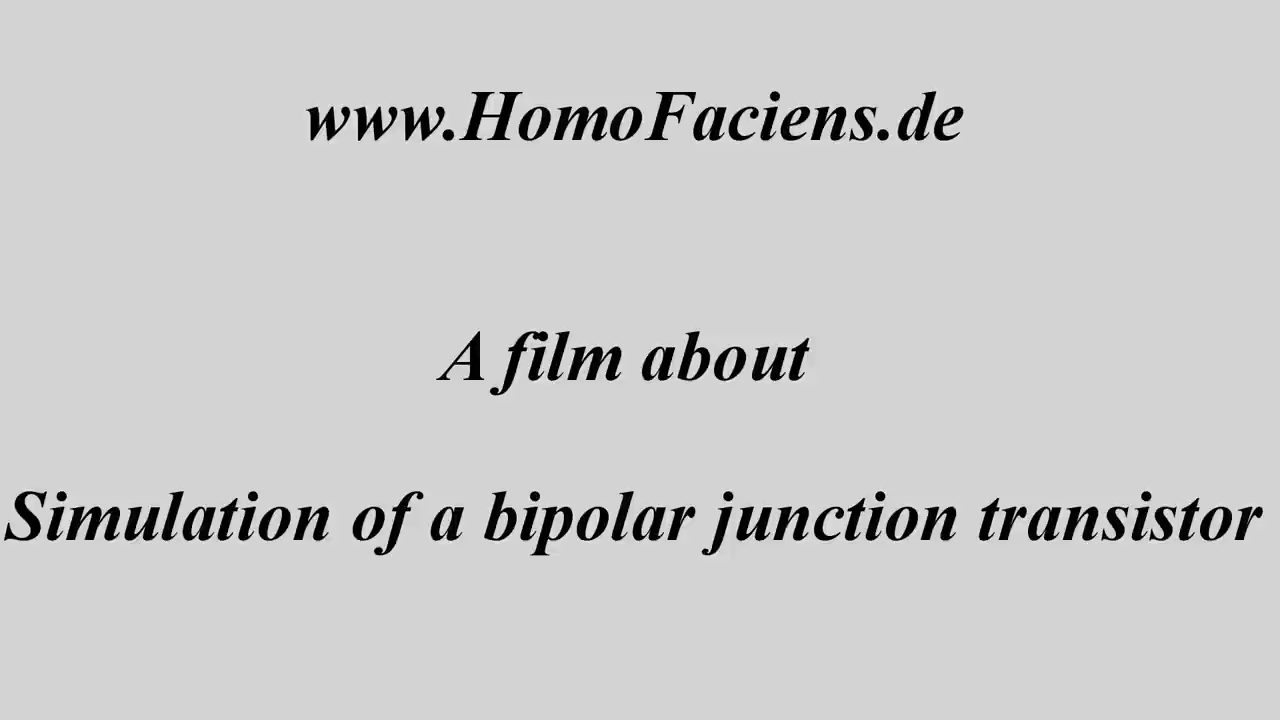 www.HomoFaciens.de
A film about
Simulation of a bipolar junction transistor